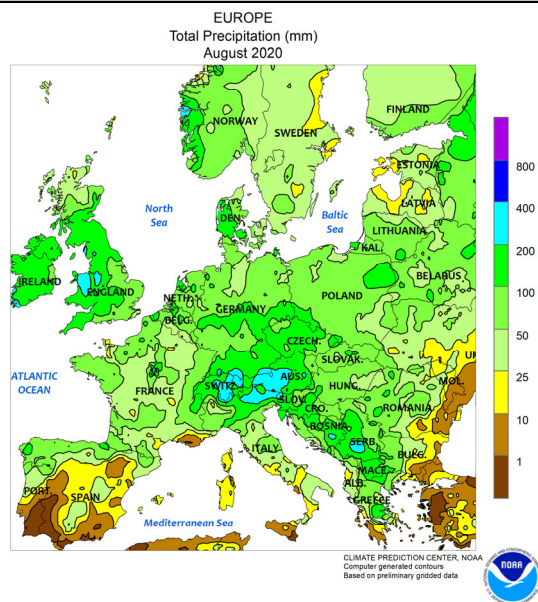 EUROPE
Total Precipitation (mm)
August 2020
FINLAND
NORWAY
SWEDEN
ESTONIA
LATVIA
North
Sea
Baltic
Sea
DEN.
LITHUANIA
KAL.
IRELAND
ENGLAND
BELARUS
NETH.
POLAND
GERMANY
BELG.
CZECH.
SLOVAK.
UK
ATLANTIC
OCEAN
FRANCE
SWITZ.
AUS.
HUNG.
MOL.
SLOV.
CRO.
ROMANIA
BOSNIA
SERB.
ITALY
BULG.
MACE.
ALB.
PORT.
SPAIN
GREECE
Mediterranean Sea
800
400
200
100
50
25
10
1
CLIMATE PREDICTION CENTER, NOAA
Computer generated contours
Based on preliminary gridded data
NOAA